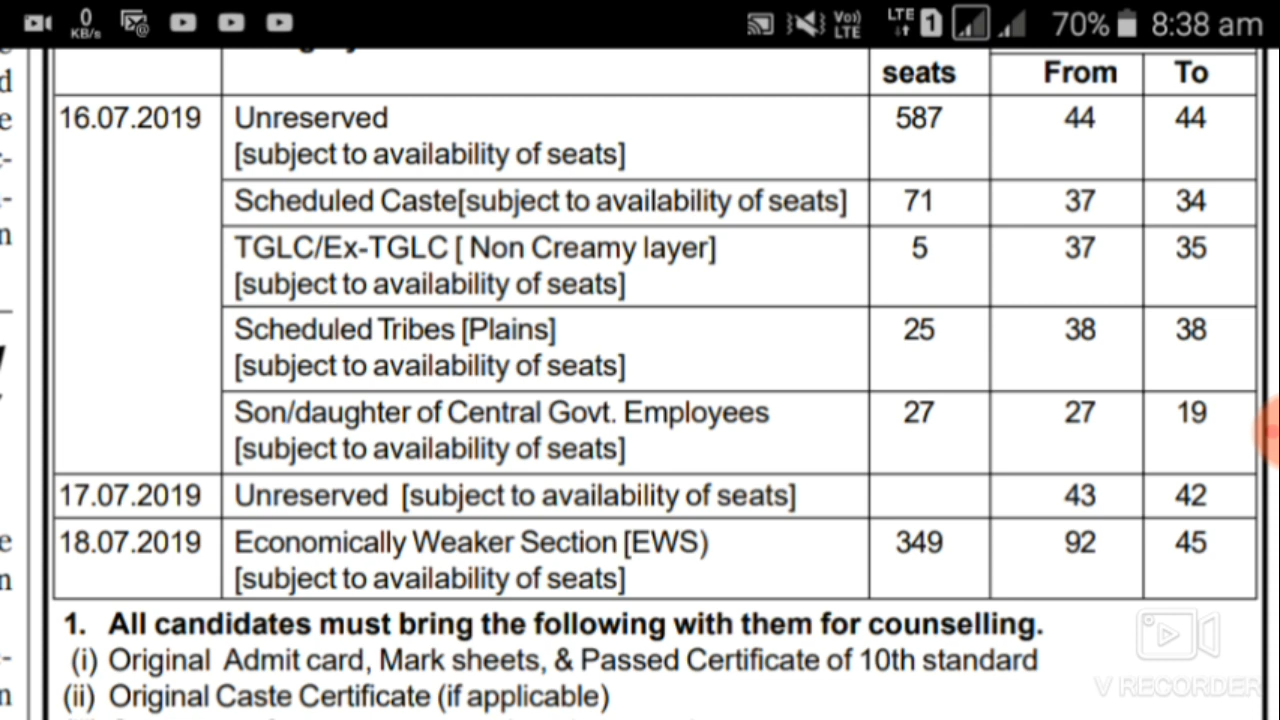 0
KB/s
Vo))
LTE
LTE
1
70%
8:38 am
seats
From
To
16.07.2019 Unreserved 587 44 44
[subject to availability of seats]
Scheduled Caste[subject to availability of seats] 71 37 34
TGLC/Ex-TGLC [ Non Creamy layer] 5 37 35
[subject to availability of seats]
Scheduled Tribes [Plains] 25 38 38
[subject to availability of seats]
Son/daughter of Central Govt. Employees 27 27 19
[subject to availability of seats]
17.07.2019 Unreserved [subject to availability of seats] 43 42
18.07.2019 Economically Weaker Section [EWS) 349 92 45
[subject to availability of seats]
1. All candidates must bring the following with them for counselling.
(i) Original Admit card, Mark sheets, & Passed Certificate of 10th standard
(ii) Original Caste Certificate (if applicable)
V RECORDER